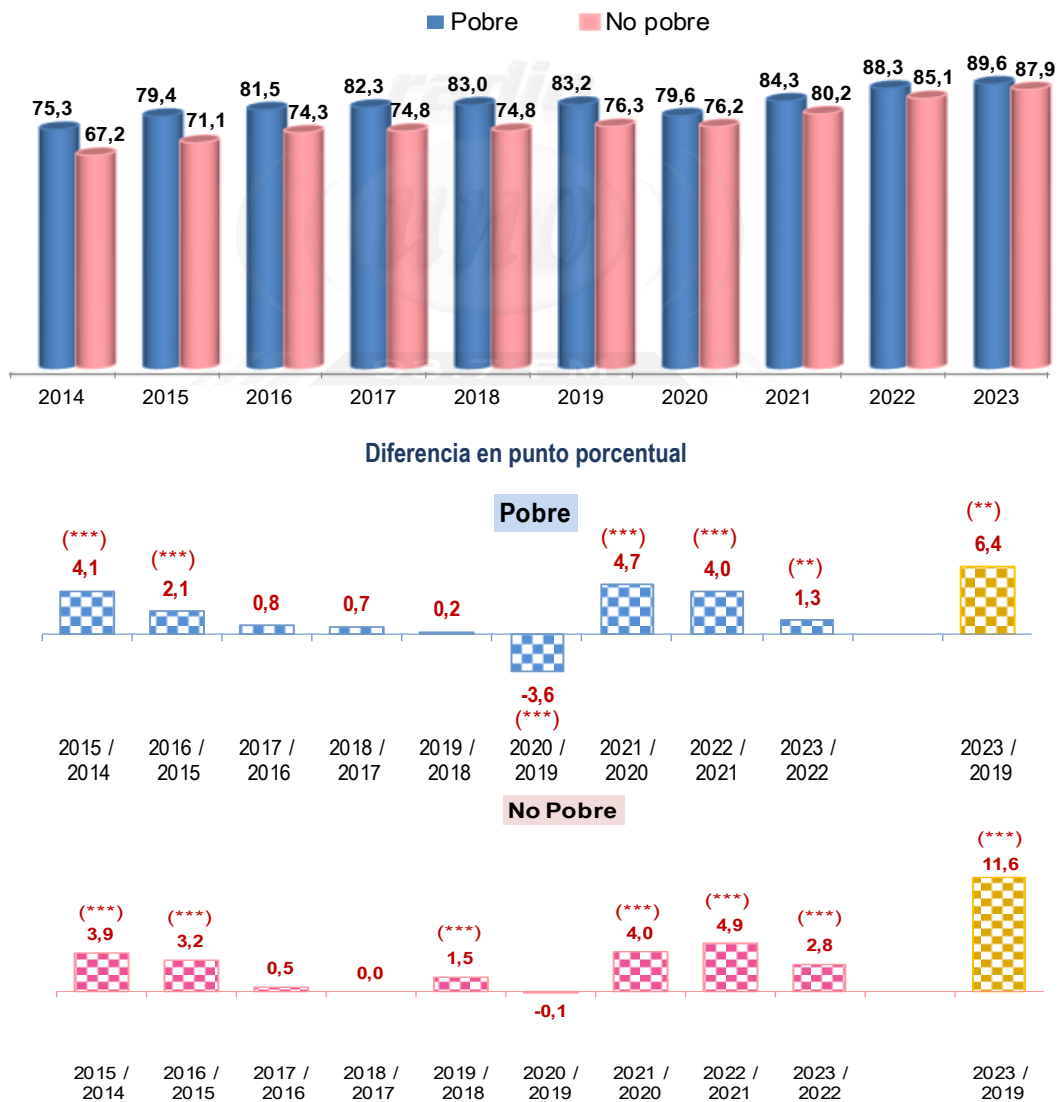 Pobre No pobre
75,3 67,2 79,4 71,1 81,5 74,3 82,3 74,8 83,0 74,8 83,2 76,3 79,6 76,2 84,3 80,2 88,3 85,1 89,6 87,9
radio
uno
93.7 FM.
2014 2015 2016 2017 2018 2019 2020 2021 2022 2023
Diferencia en punto porcentual
Pobre
(***) (***) (***) (***) (**) (**)
4,1 2,1 0,8 0,7 0,2 4,7 4,0 1,3 6,4
-3,6
(***)
2015 / 2016 / 2017 / 2018 / 2019 / 2020 / 2021 / 2022 / 2023 / 2023 /
2014 2015 2016 2017 2018 2019 2020 2021 2022 2019
No Pobre
(***) (***) (***) (***) (***) (***) (***)
3,9 3,2 0,5 0,0 1,5 4,0 4,9 2,8 11,6
-0,1
2015 / 2016 / 2017 / 2018 / 2019 / 2020 / 2021 / 2022 / 2023 / 2023 /
2014 2015 2016 2017 2018 2019 2020 2021 2022 2019